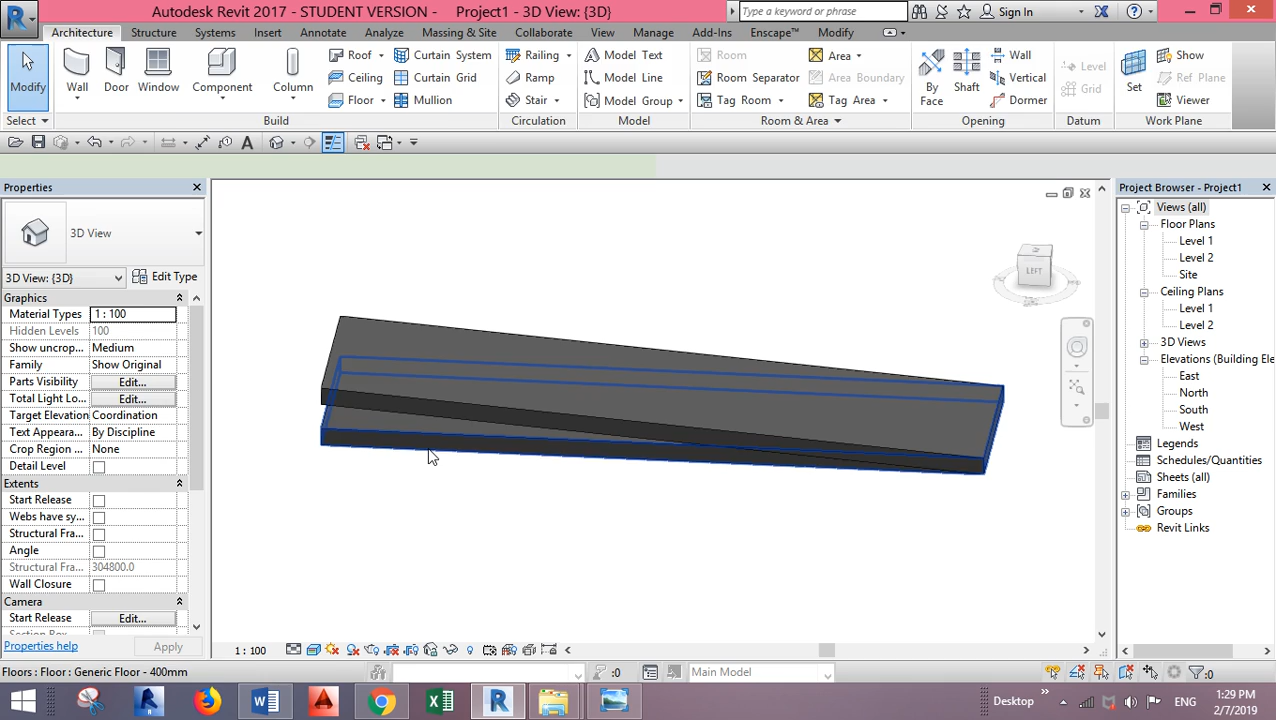 Autodesk Revit 2017 - STUDENT VERSION - Project1 - 3D View: {3D}
Type a keyword or phrase
Sign In
Architecture Structure Systems Insert Annotate Analyze Massing & Site Collaborate View Manage Add-Ins Enscape™ Modify
Modify
Select
Wall
Door
Window
Component
Column
Roof
Ceiling
Floor
Curtain System
Curtain Grid
Mullion
Build
Railing
Ramp
Stair
Circulation
Model Text
Model Line
Model Group
Model
Room
Room Separator
Tag Room
Area
Area Boundary
Tag Area
Room & Area
By Face
Shaft
Wall
Vertical
Dormer
Opening
Level
Grid
Datum
Set
Show
Ref Plane
Viewer
Work Plane
Properties
3D View
3D View: {3D}
Edit Type
Graphics
Material Types 1 : 100
Hidden Levels 100
Show uncrop... Medium
Family Show Original
Parts Visibility Edit...
Total Light Lo... Edit...
Target Elevation Coordination
Text Appeara... By Discipline
Crop Region ... None
Detail Level
Extents
Start Release
Webs have sy...
Structural Fra...
Angle
Structural Fra... 304800.0
Wall Closure
Camera
Start Release Edit...
Section Box
Properties help
Apply
LEFT
Project Browser - Project1
Views (all)
Floor Plans
Level 1
Level 2
Site
Ceiling Plans
Level 1
Level 2
3D Views
Elevations (Building El
East
North
South
West
Legends
Schedules/Quantities
Sheets (all)
Families
Groups
Revit Links
1 : 100
Floors : Floor : Generic Floor - 400mm
:0
Main Model
:0
Desktop
ENG
1:29 PM
2/7/2019